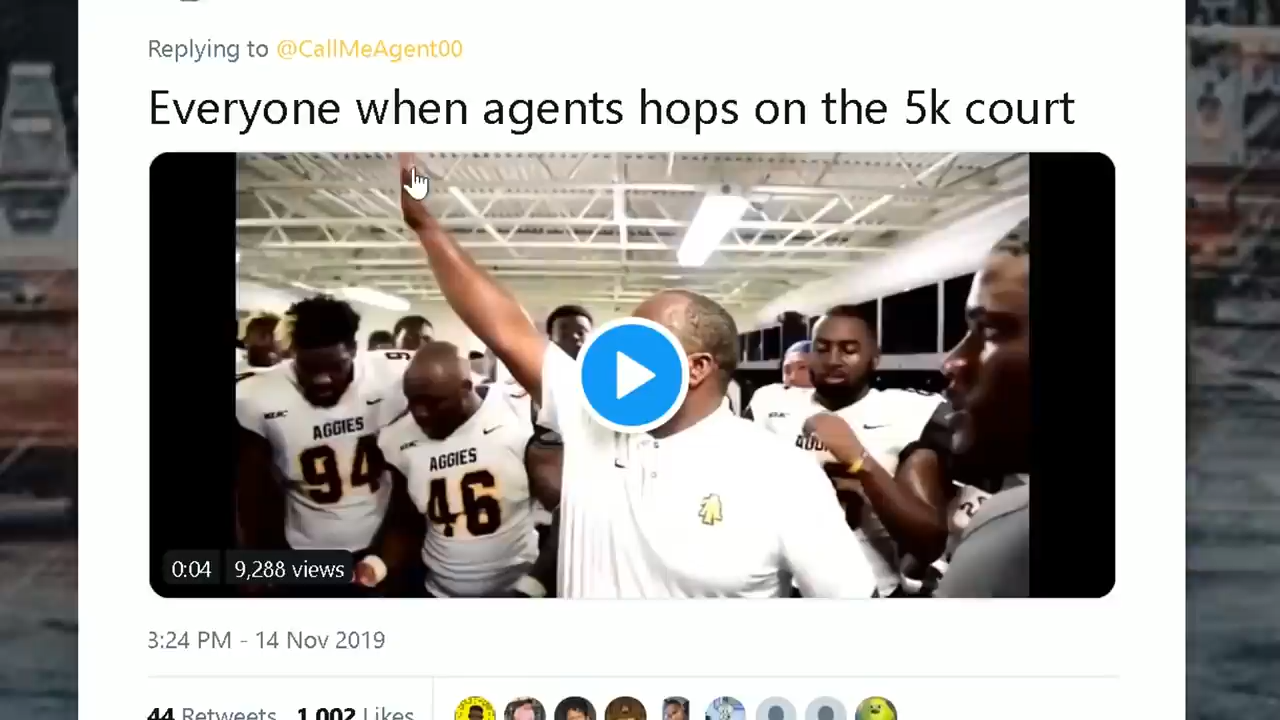 Replying to @CallMeAgent00
Everyone when agents hops on the 5k court
AGGIES
94
AGGIES
46
0:04 9,288 views
3:24 PM - 14 Nov 2019
44 Retweets 1,002 Likes